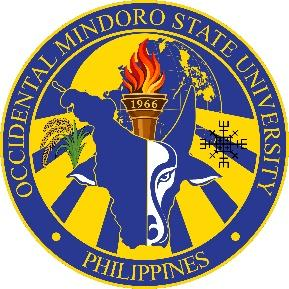 OCCIDENTAL MINDORO STATE UNIVERSITY
1966
• PHILIPPINES •